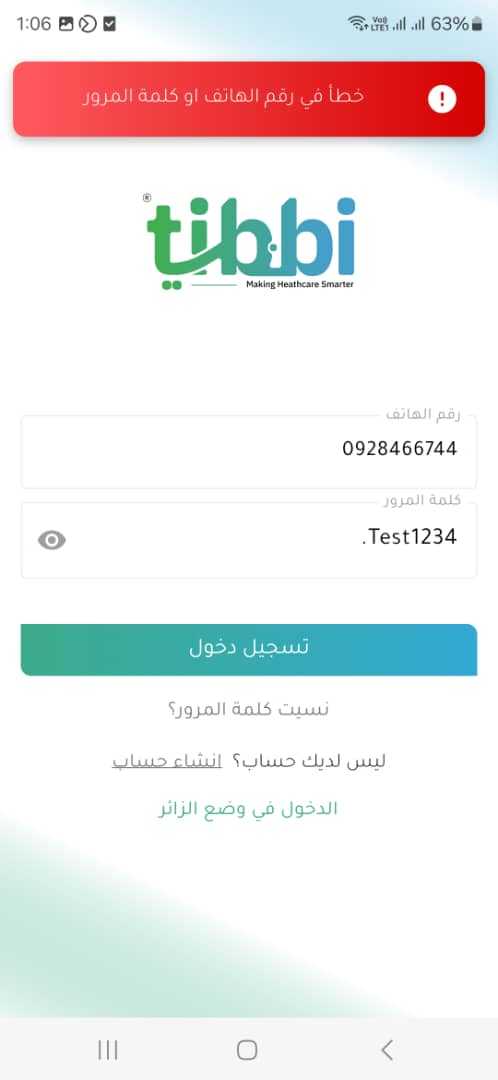 1:06
Vo)) LTE1
63%
خطأ في رقم الهاتف او كلمة المرور
®
tibbi
Making Heathcare Smarter
رقم الهاتف
0928466744
كلمة المرور
.Test1234
تسجيل دخول
نسيت كلمة المرور؟
ليس لديك حساب؟ انشاء حساب
الدخول في وضع الزائر